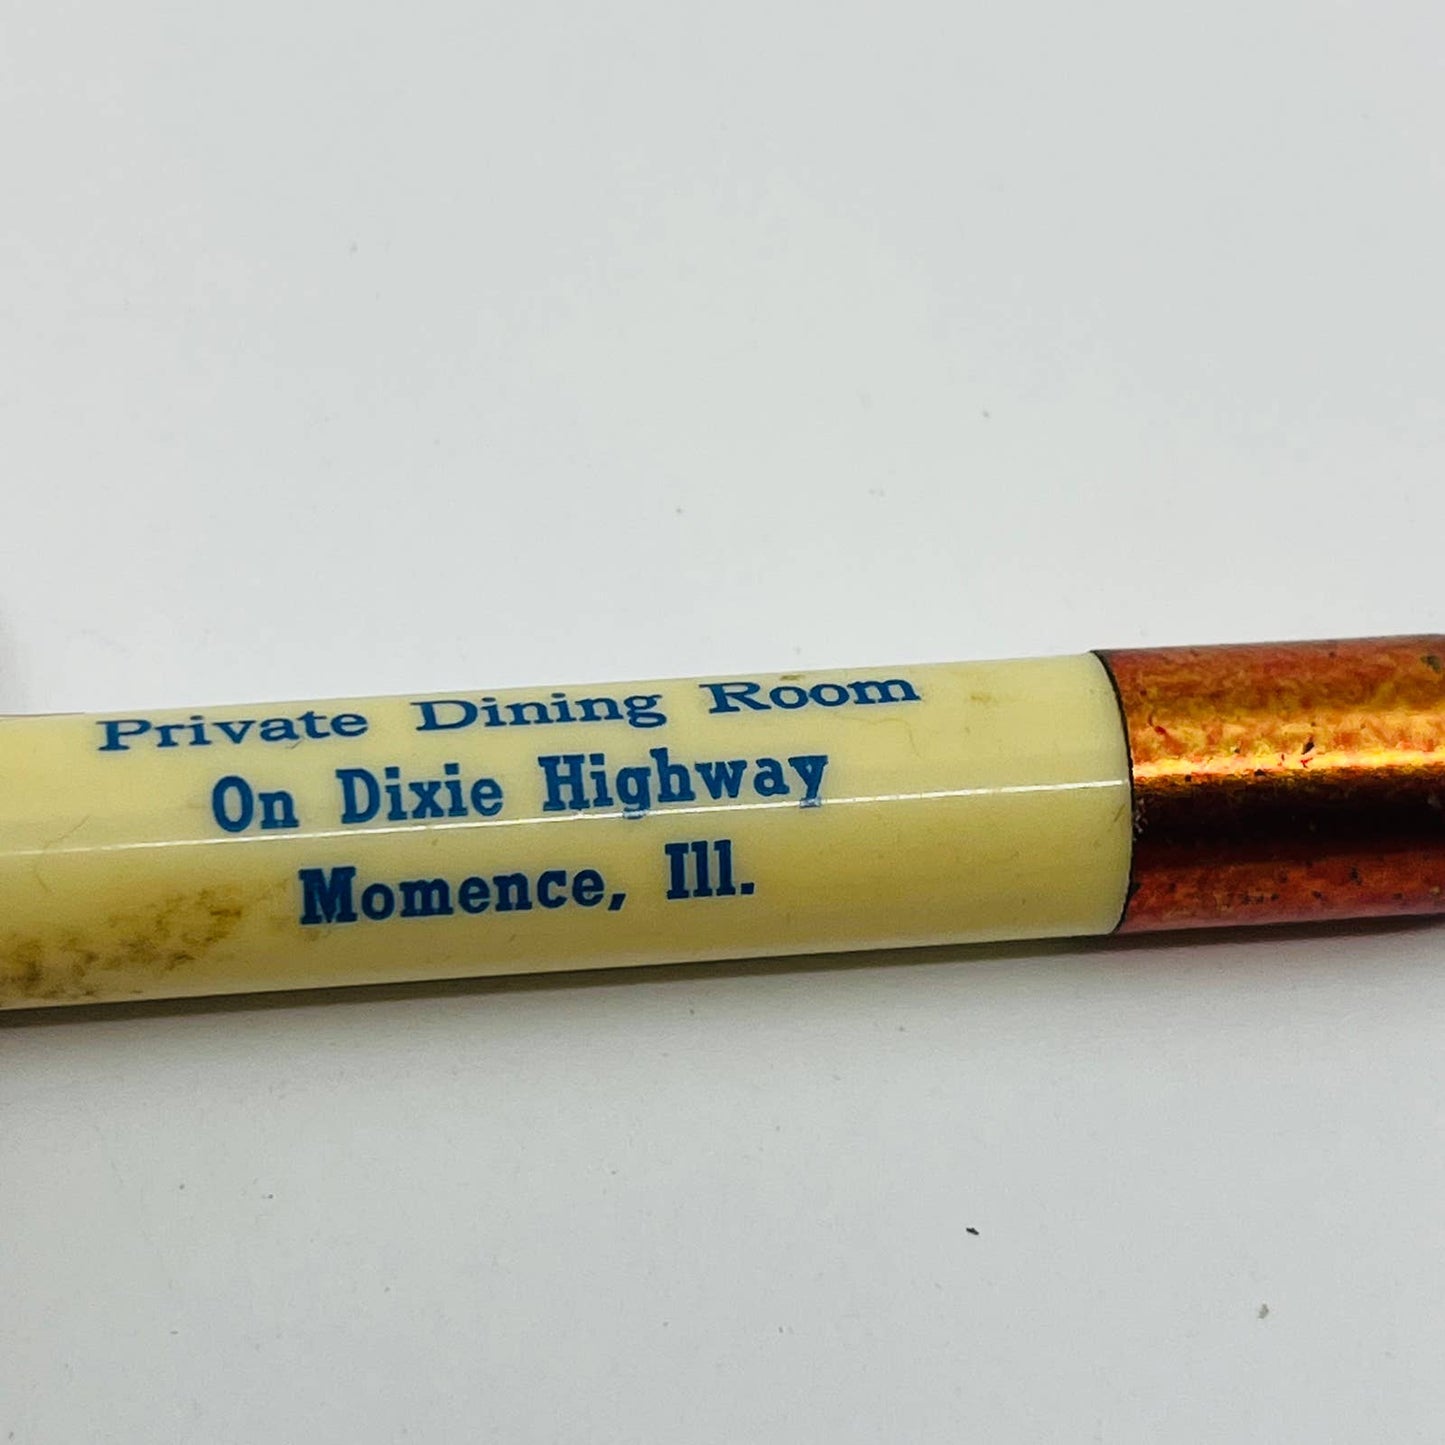 Private Dining Room
On Dixie Highway
Momence, Ill.